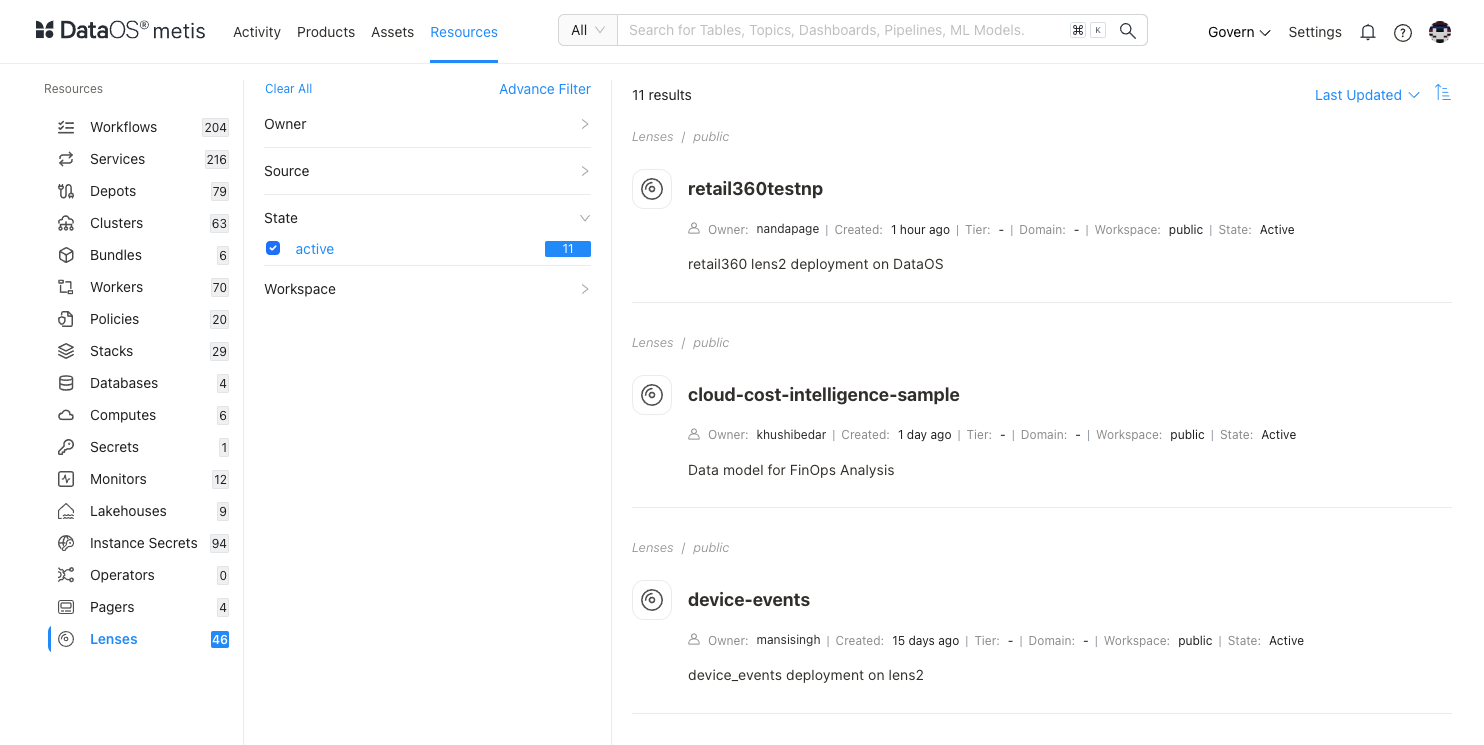 DataOS® metis
Activity Products Assets Resources
All Search for Tables, Topics, Dashboards, Pipelines, ML Models. ⌘ K
Govern Settings
Resources
Workflows 204
Services 216
Depots 79
Clusters 63
Bundles 6
Workers 70
Policies 20
Stacks 29
Databases 4
Computes 6
Secrets 1
Monitors 12
Lakehouses 9
Instance Secrets 94
Operators 0
Pagers 4
Lenses 46
Clear All Advance Filter
Owner
Source
State
active 11
Workspace
11 results Last Updated
Lenses / public
retail360testnp
Owner: nandapage | Created: 1 hour ago | Tier: - | Domain: - | Workspace: public | State: Active
retail360 lens2 deployment on DataOS
Lenses / public
cloud-cost-intelligence-sample
Owner: khushibedar | Created: 1 day ago | Tier: - | Domain: - | Workspace: public | State: Active
Data model for FinOps Analysis
Lenses / public
device-events
Owner: mansisingh | Created: 15 days ago | Tier: - | Domain: - | Workspace: public | State: Active
device_events deployment on lens2